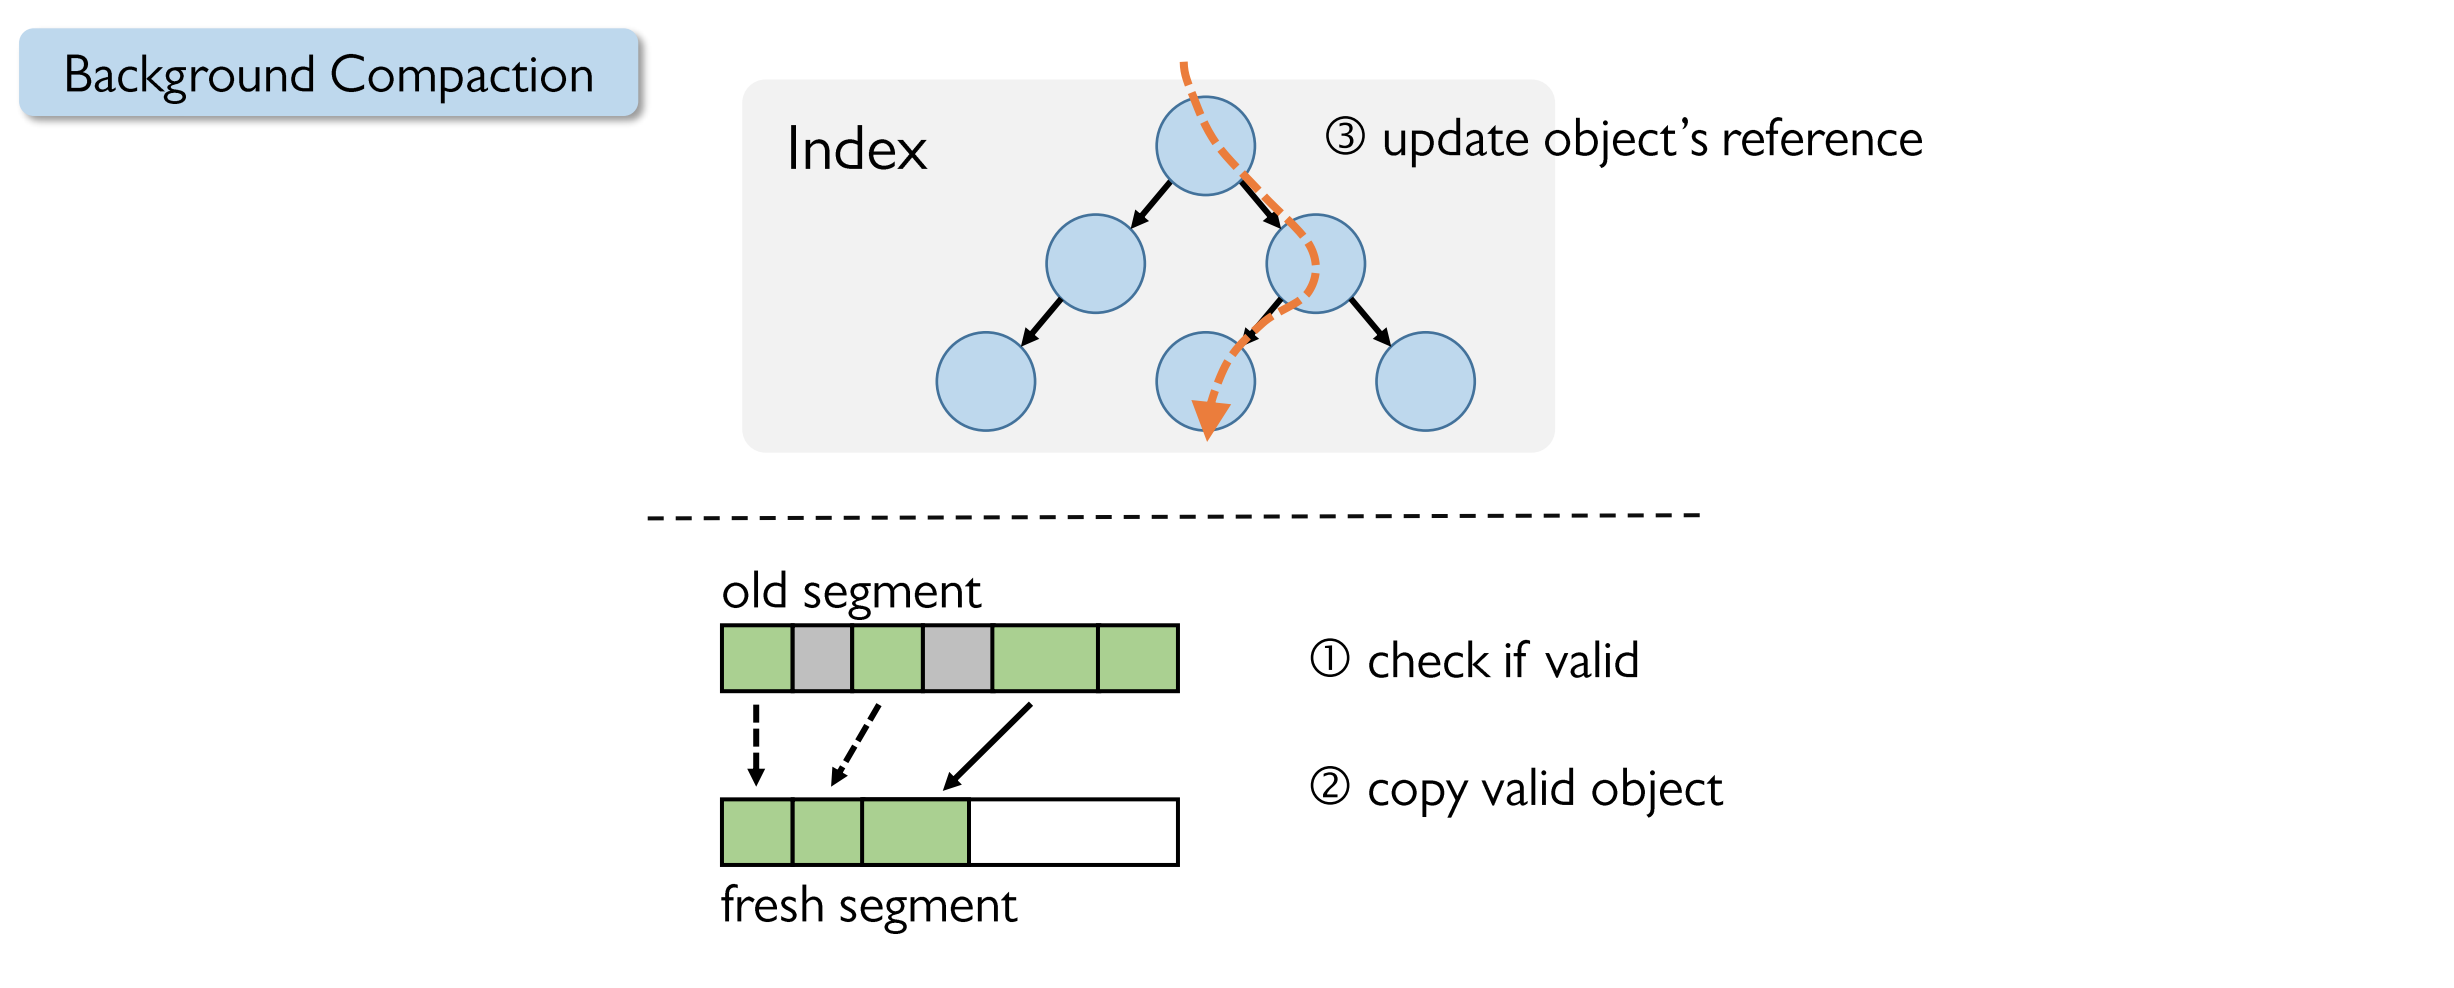 Background Compaction
Index
③ update object’s reference
old segment
① check if valid
② copy valid object
fresh segment